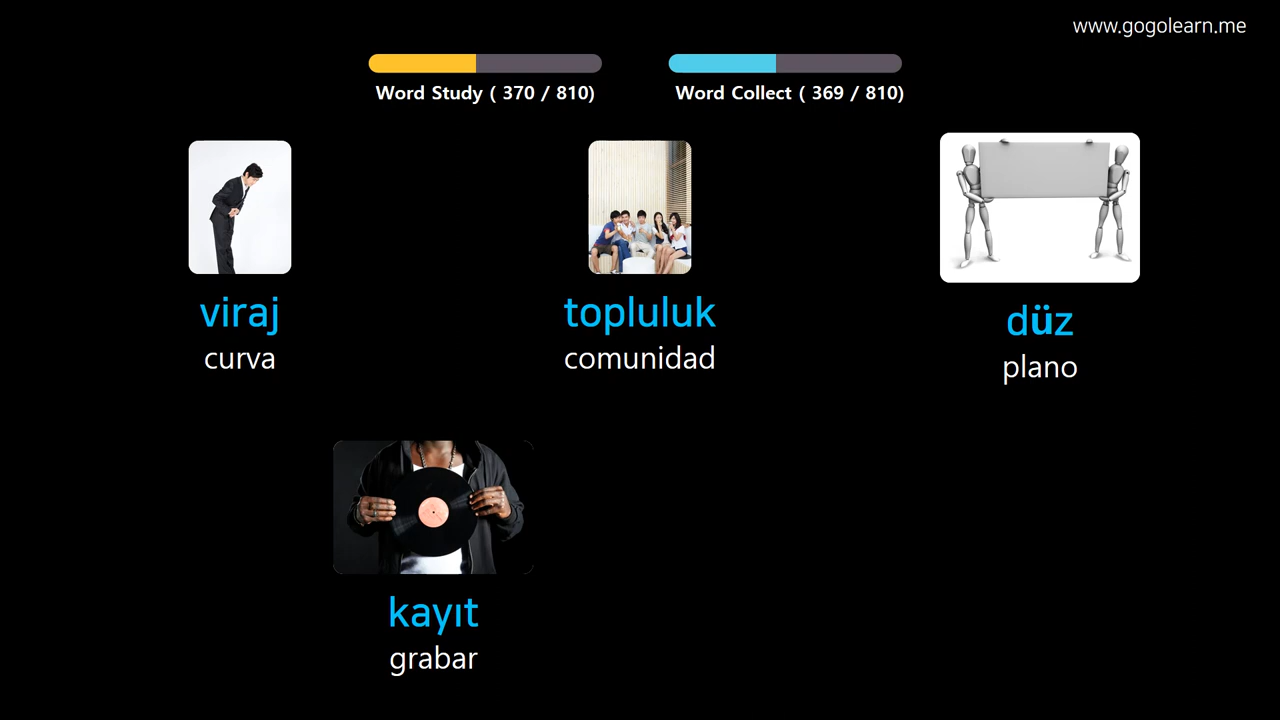 www.gogolearn.me
Word Study ( 370 / 810)
Word Collect ( 369 / 810)
viraj
curva
topluluk
comunidad
düz
plano
kayıt
grabar